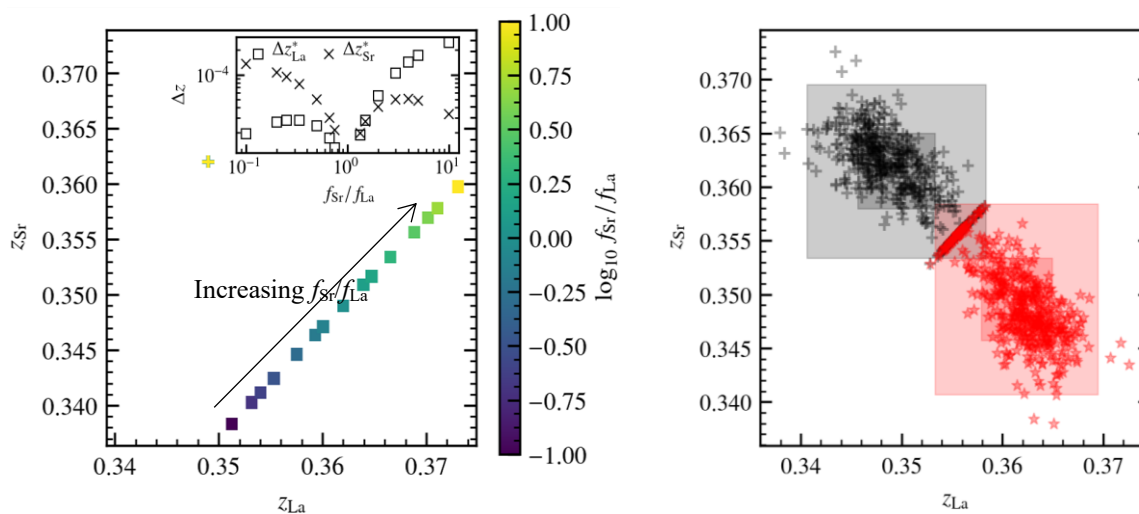 0.370
0.365
0.360
0.355
0.350
0.345
0.340
z_Sr
0.34 0.35 0.36 0.37
z_La
Δz*_La Δz*_Sr
10^−4
Δz
10^−1 10^0 10^1
f_Sr/f_La
Increasing f_Sr/f_La
1.00
0.75
0.50
0.25
0.00
−0.25
−0.50
−0.75
−1.00
log_10 f_Sr/f_La
0.370
0.365
0.360
0.355
0.350
0.345
0.340
z_Sr
0.34 0.35 0.36 0.37
z_La